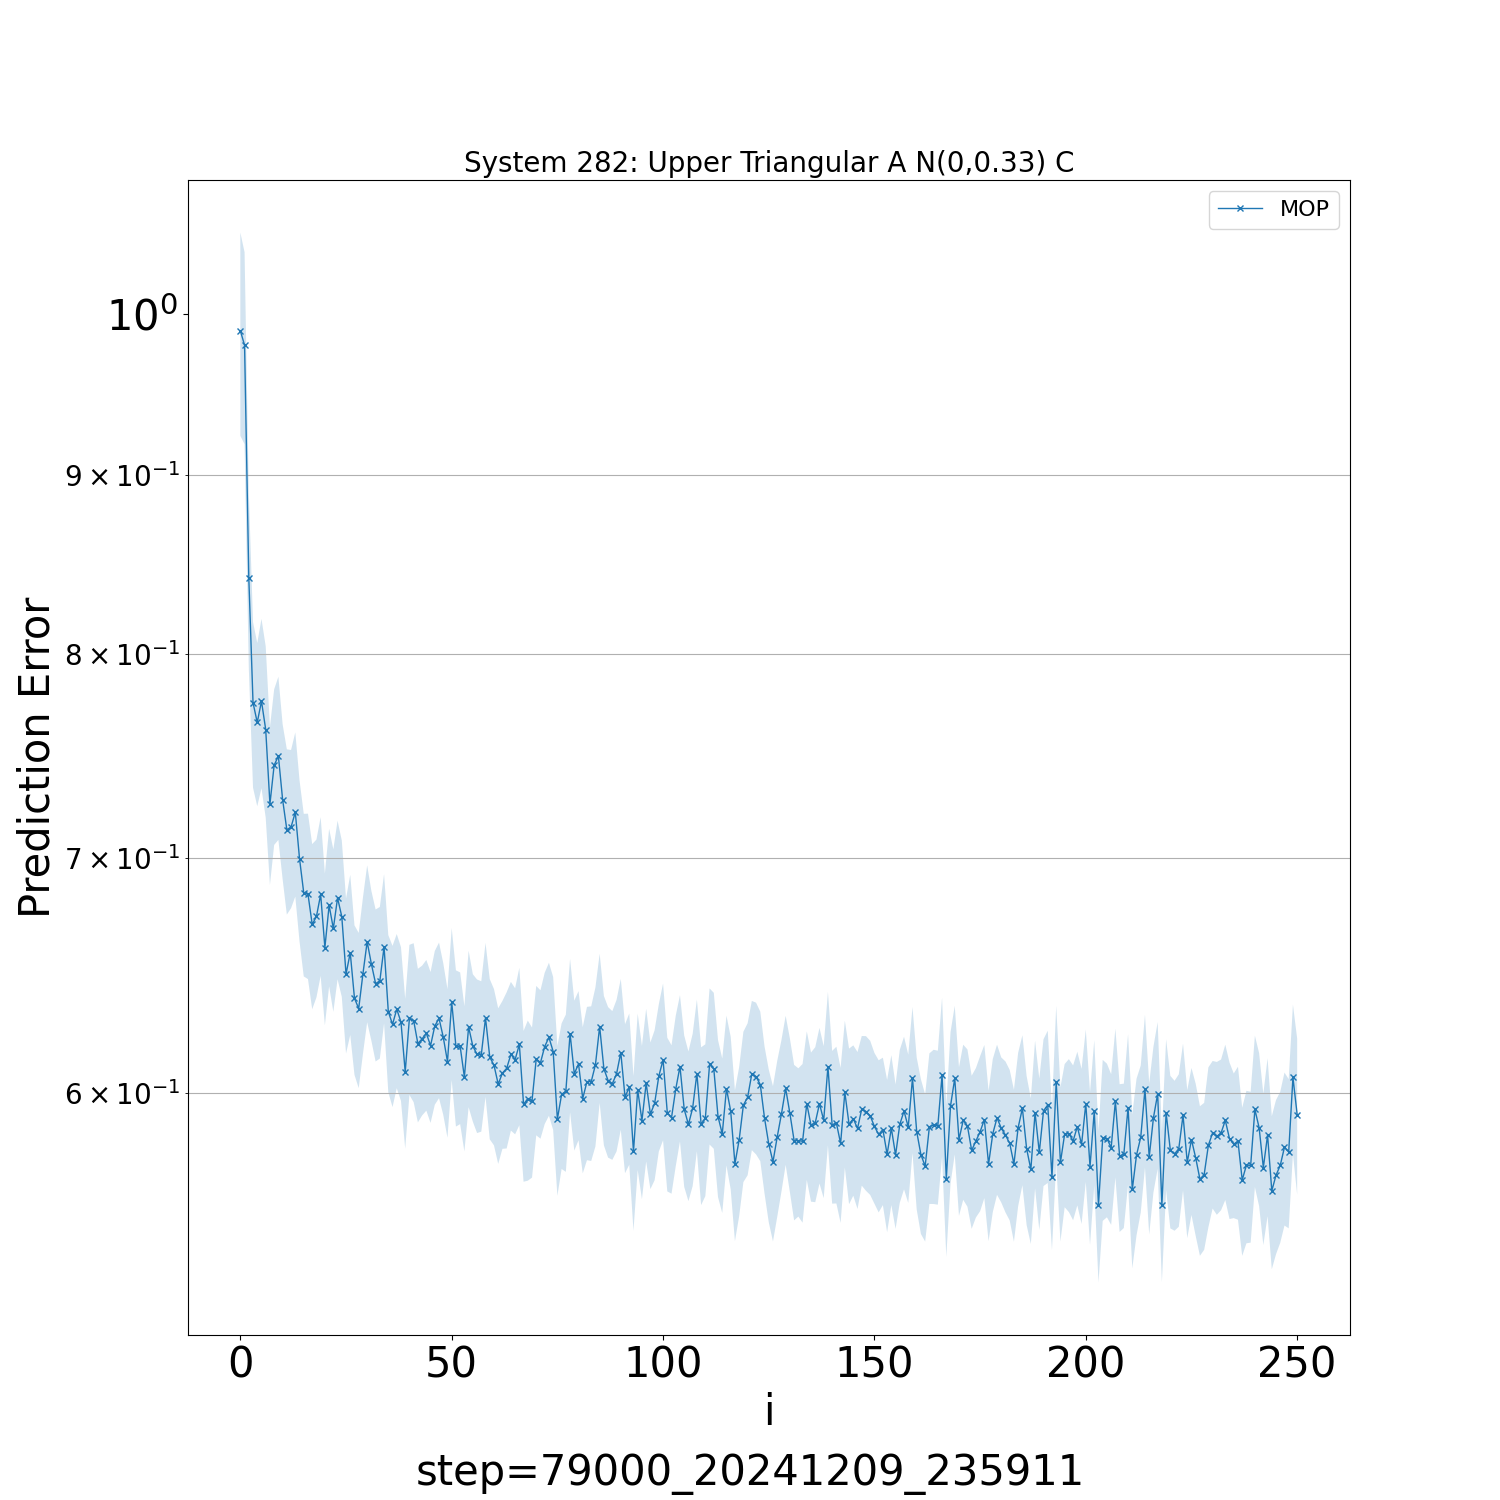 System 282: Upper Triangular A N(0,0.33) C
MOP
10⁰
9 × 10⁻¹
8 × 10⁻¹
7 × 10⁻¹
6 × 10⁻¹
Prediction Error
0 50 100 150 200 250
i
step=79000_20241209_235911